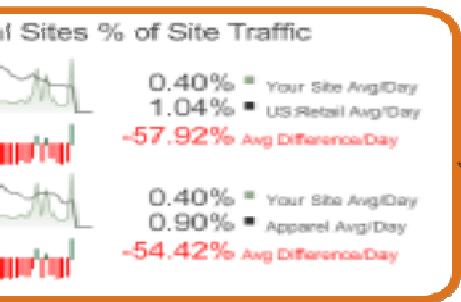 l Sites % of Site Traffic
0.40% Your Site Avg/Day
1.04% US:Retail Avg/Day
-57.92% Avg Difference/Day
0.40% Your Site Avg/Day
0.90% Apparel Avg/Day
-54.42% Avg Difference/Day